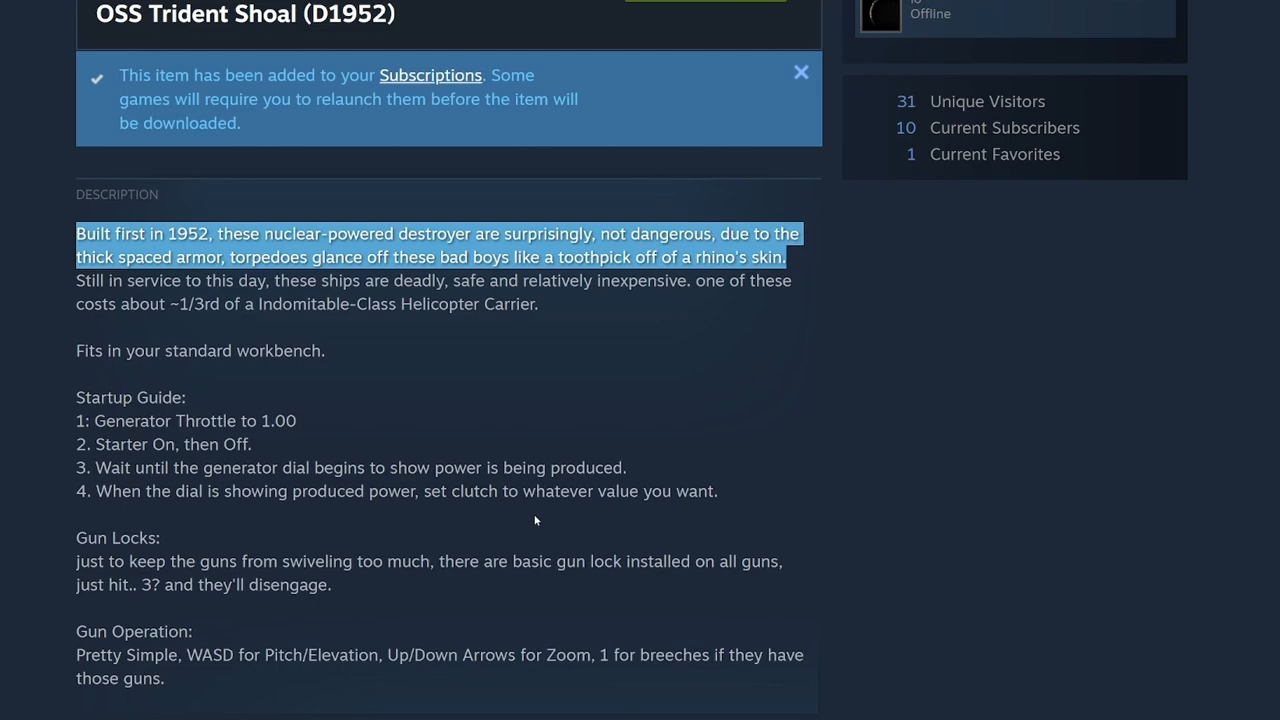 OSS Trident Shoal (D1952)
Offline
This item has been added to your Subscriptions. Some
games will require you to relaunch them before the item will
be downloaded.
31 Unique Visitors
10 Current Subscribers
1 Current Favorites
DESCRIPTION
Built first in 1952, these nuclear-powered destroyer are surprisingly, not dangerous, due to the
thick spaced armor, torpedoes glance off these bad boys like a toothpick off of a rhino's skin.
Still in service to this day, these ships are deadly, safe and relatively inexpensive. one of these
costs about ~1/3rd of a Indomitable-Class Helicopter Carrier.
Fits in your standard workbench.
Startup Guide:
1: Generator Throttle to 1.00
2. Starter On, then Off.
3. Wait until the generator dial begins to show power is being produced.
4. When the dial is showing produced power, set clutch to whatever value you want.
Gun Locks:
just to keep the guns from swiveling too much, there are basic gun lock installed on all guns,
just hit.. 3? and they'll disengage.
Gun Operation:
Pretty Simple, WASD for Pitch/Elevation, Up/Down Arrows for Zoom, 1 for breeches if they have
those guns.